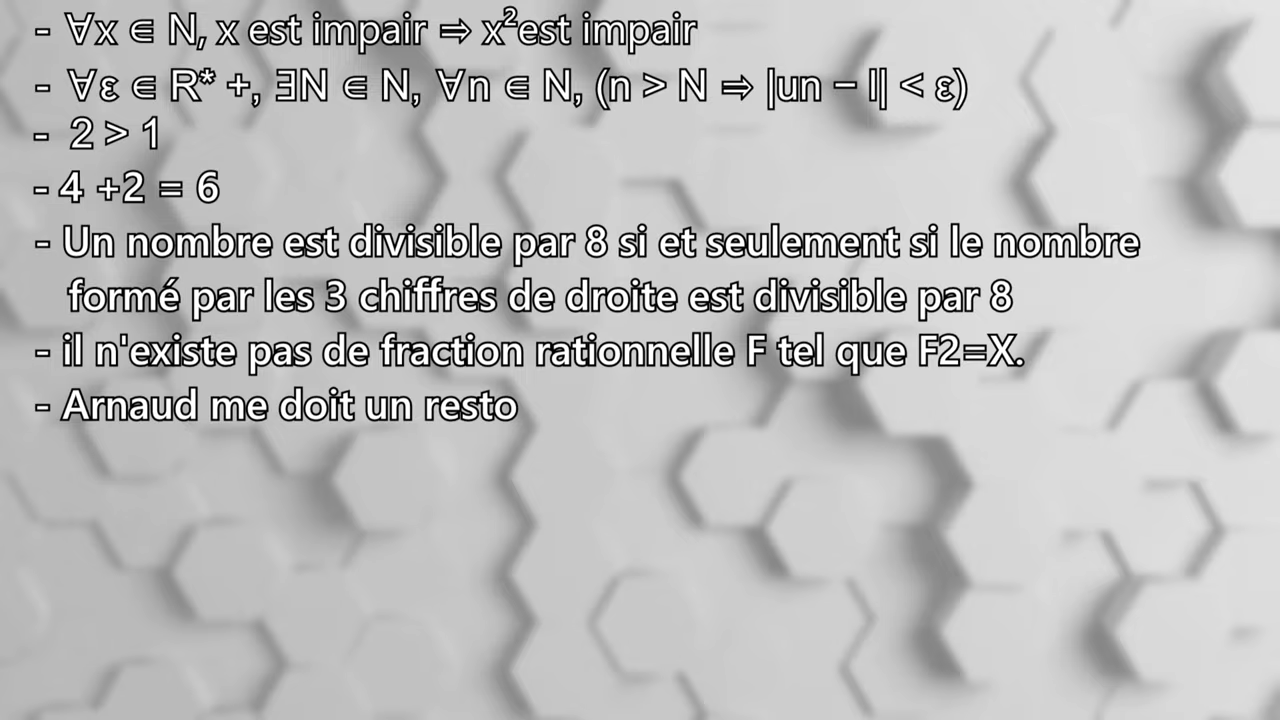 - ∀x ∈ N, x est impair ⇒ x²est impair
- ∀ε ∈ R* +, ∃N ∈ N, ∀n ∈ N, (n > N ⇒ |un − l| < ε)
- 2 > 1
- 4 +2 = 6
- Un nombre est divisible par 8 si et seulement si le nombre
formé par les 3 chiffres de droite est divisible par 8
- il n'existe pas de fraction rationnelle F tel que F2=X.
- Arnaud me doit un resto